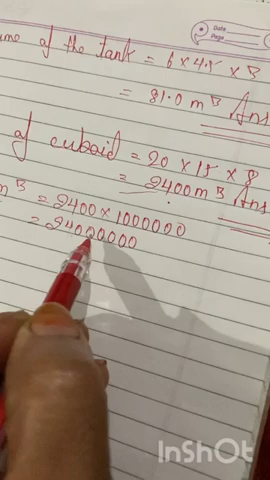 Date
Page
ume of the tank = 6 x 4.5 x 3
= 81.0 m³ Ans
of cuboid = 20 x 15 x 8
= 2400 m³ Ans
m³ = 2400 x 1000000
= 24000000
InShOt